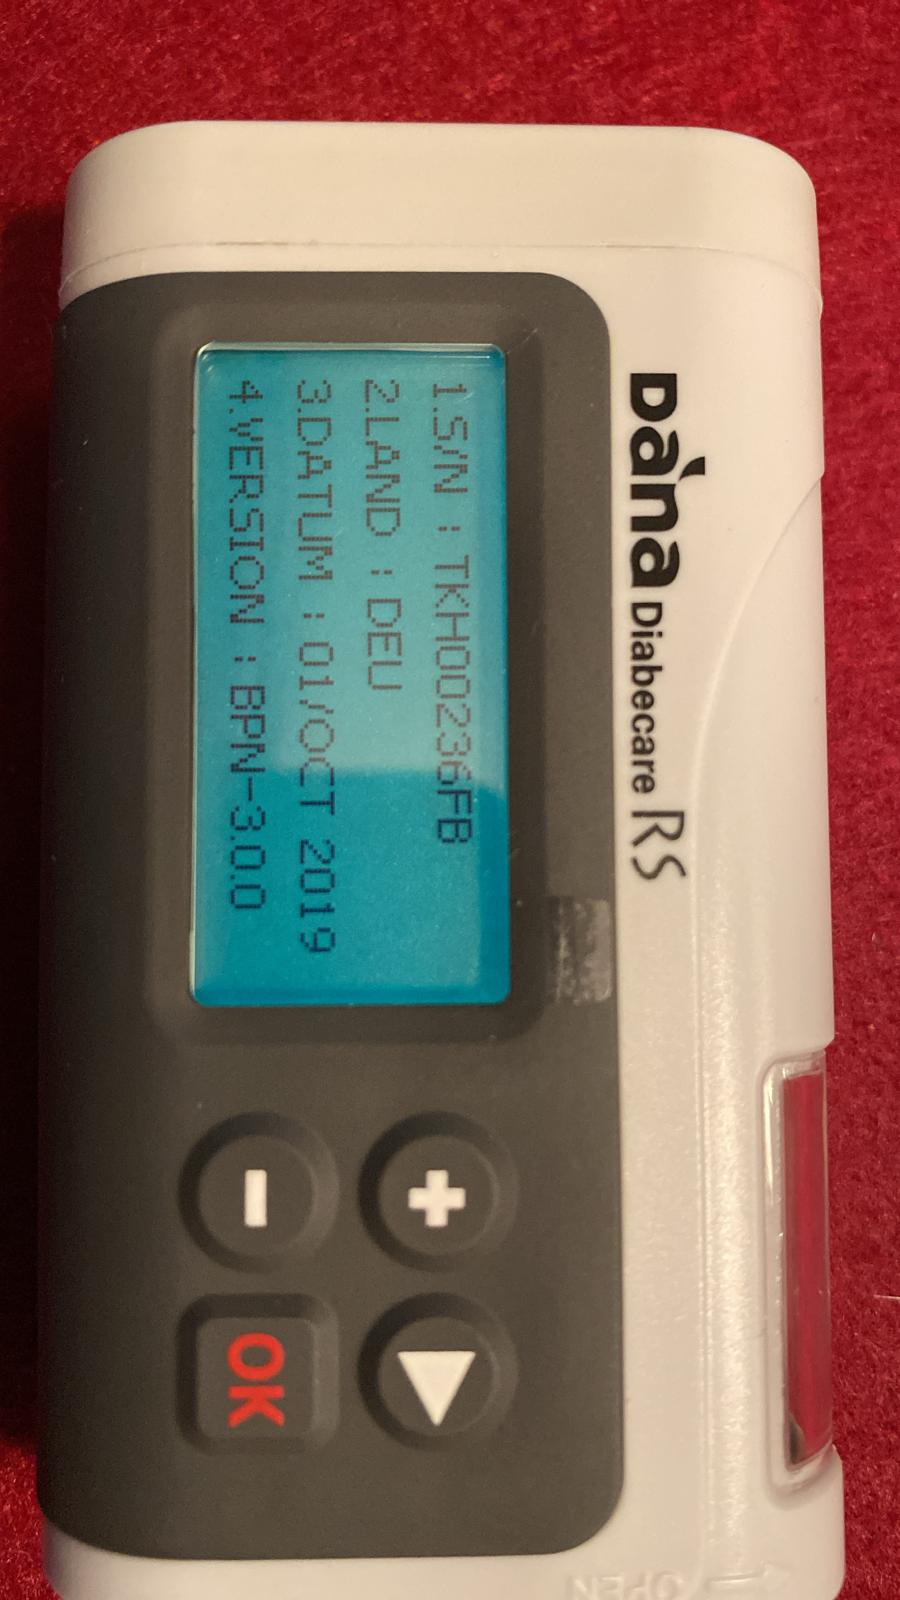 Dana Diabecare RS
1.S/N : TKH00236FB
2.LAND : DEU
3.DATUM : 01/OCT 2019
4.VERSION : BPN-3.0.0
OK
OPEN